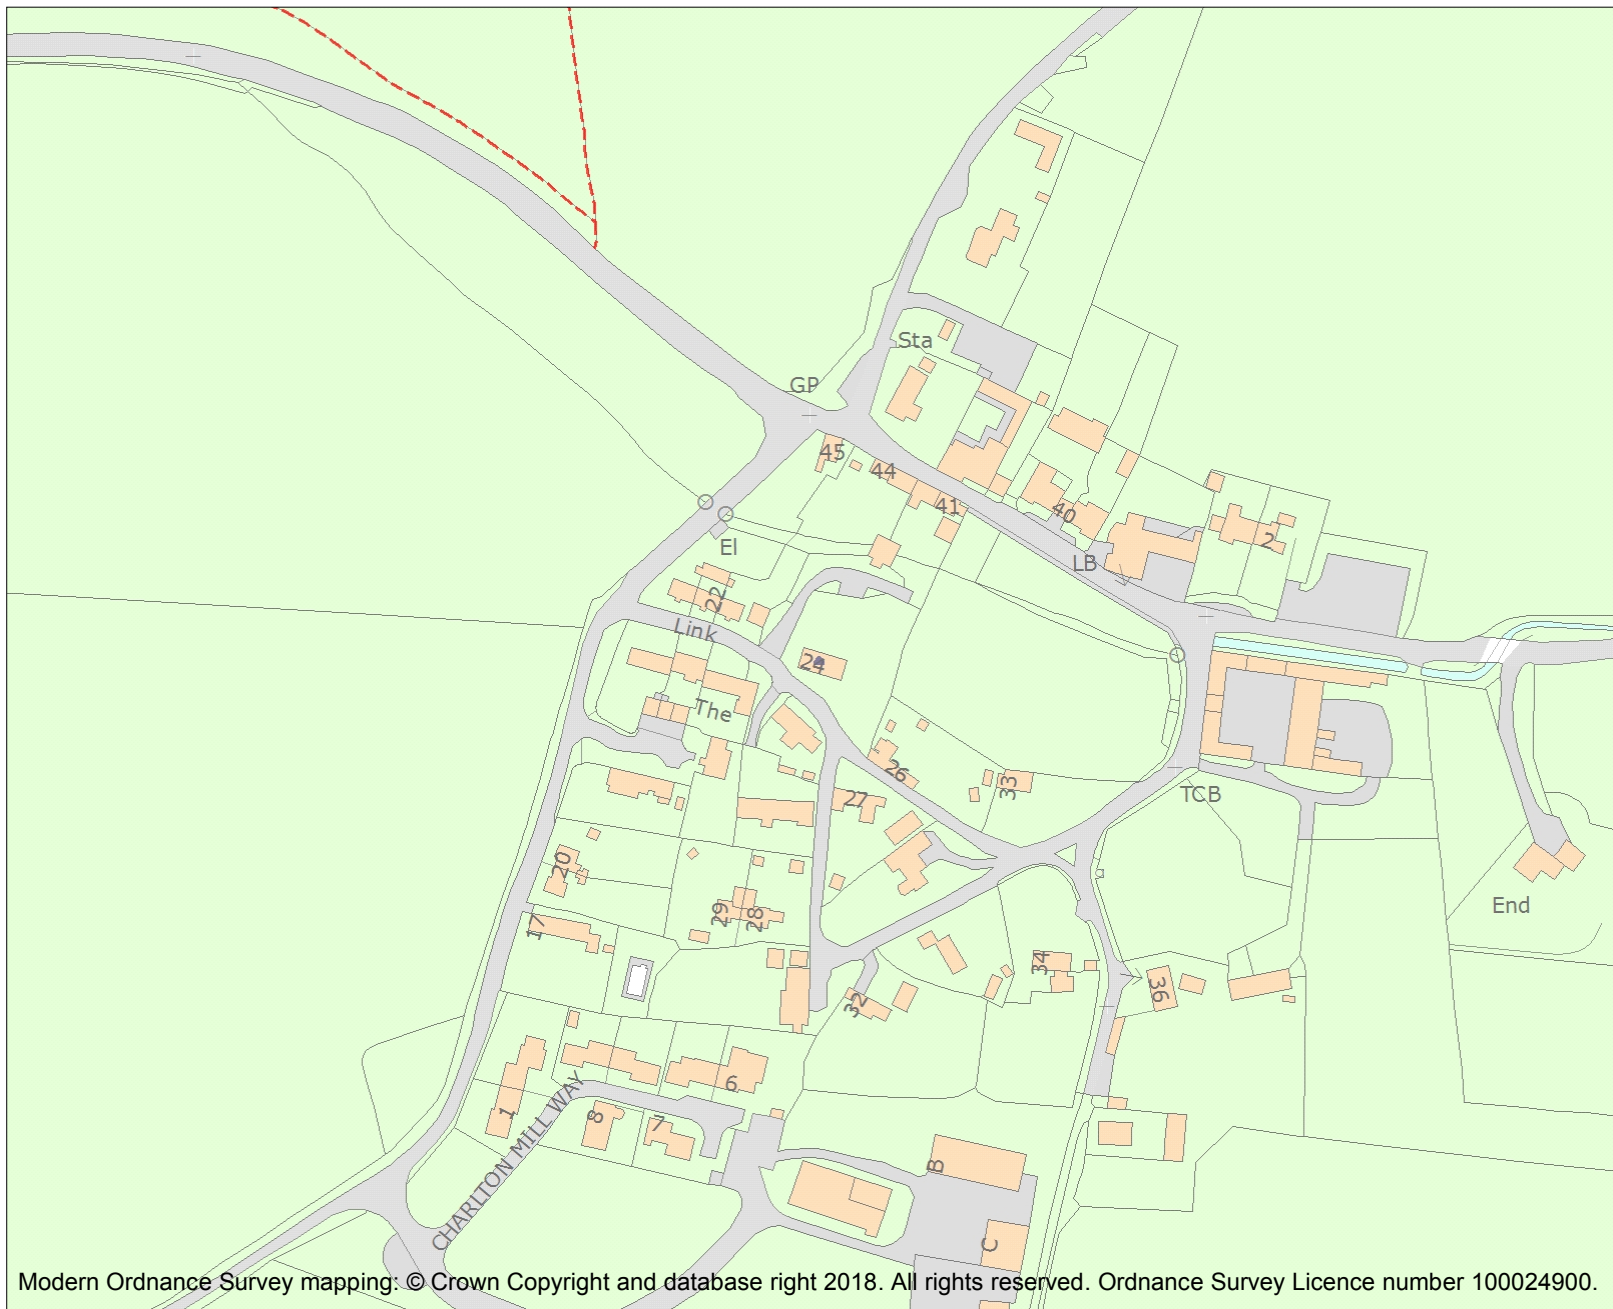 Sta
GP
45
44
41
40
2
El
LB
22
Link
24
The
26
33
27
TCB
20
29
28
17
End
34
36
32
6
1
8
7
CHARLTON MILL WAY
B
C
Modern Ordnance Survey mapping: © Crown Copyright and database right 2018. All rights reserved. Ordnance Survey Licence number 100024900.